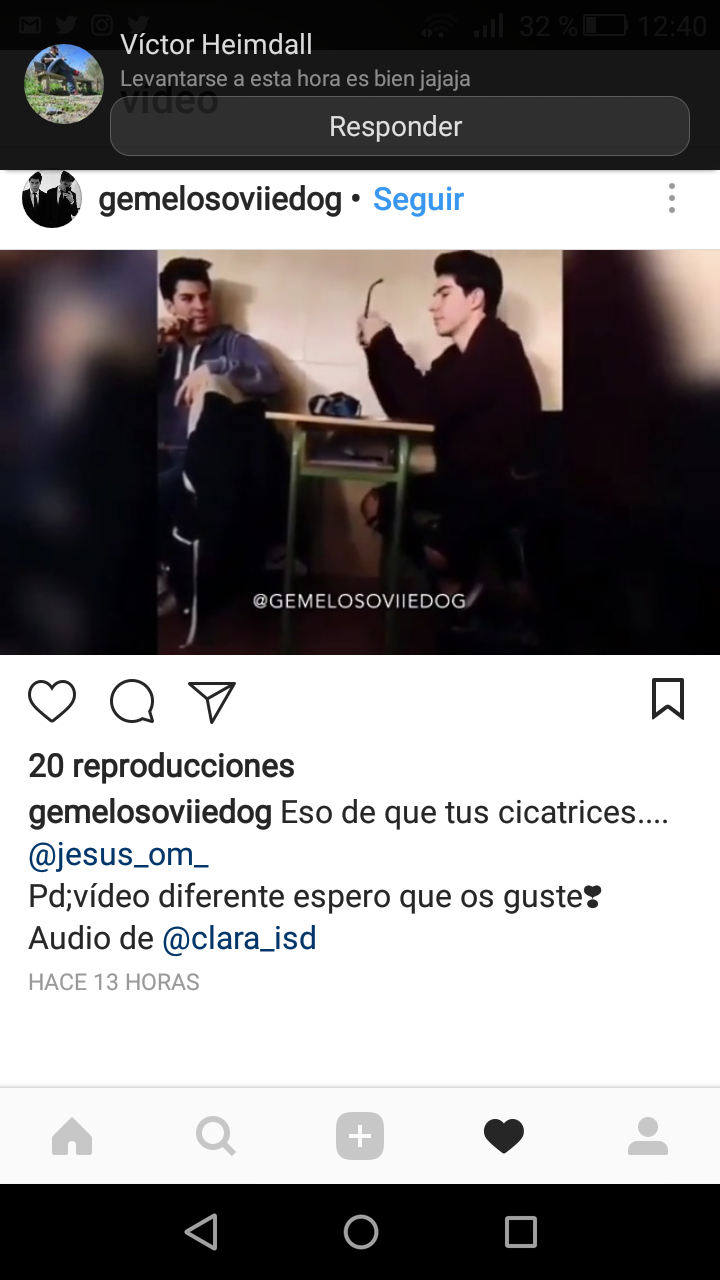 32 % 12:40
Víctor Heimdall
Levantarse a esta hora es bien jajaja
vídeo
Responder
gemelosoviiedog • Seguir
@GEMELOSOVIIEDOG
20 reproducciones
gemelosoviiedog Eso de que tus cicatrices....
@jesus_om_
Pd;vídeo diferente espero que os guste❣
Audio de @clara_isd
HACE 13 HORAS